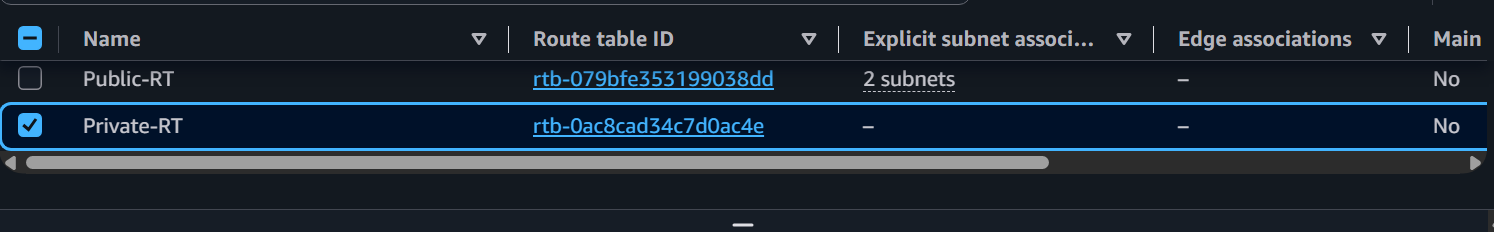 Name Route table ID Explicit subnet associ... Edge associations Main
Public-RT rtb-079bfe353199038dd 2 subnets – No
Private-RT rtb-0ac8cad34c7d0ac4e – – No